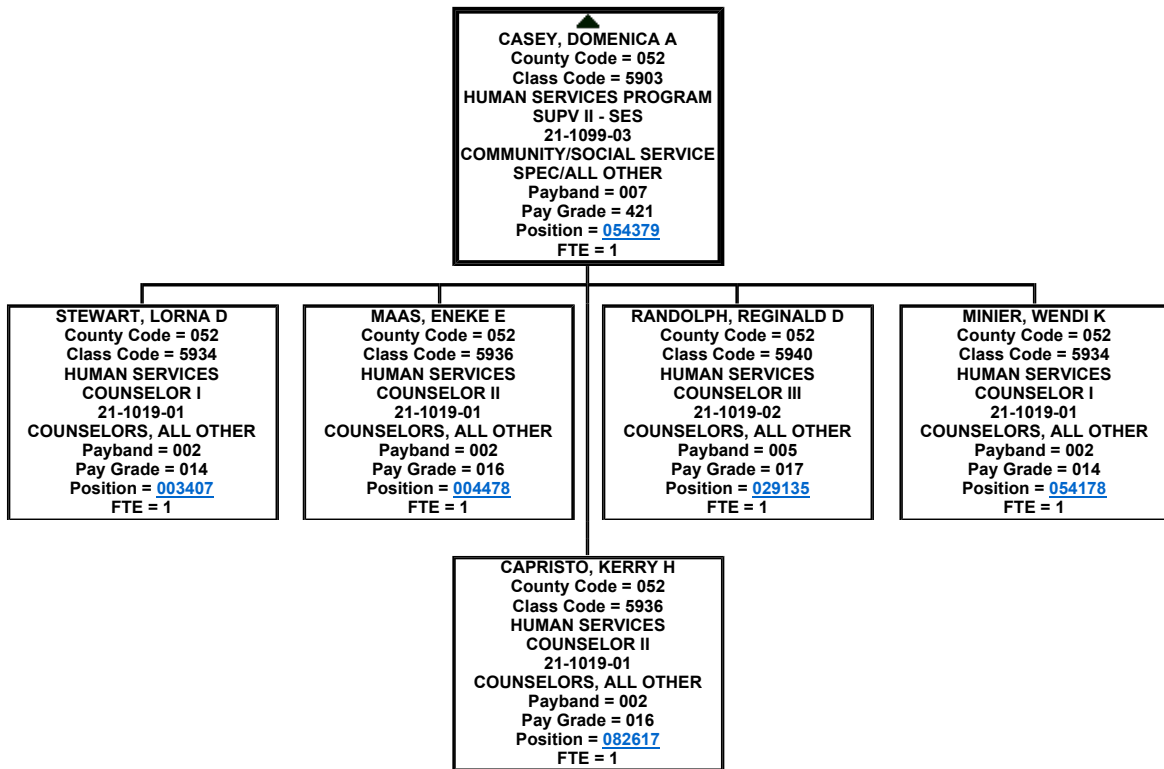 CASEY, DOMENICA A
County Code = 052
Class Code = 5903
HUMAN SERVICES PROGRAM
SUPV II - SES
21-1099-03
COMMUNITY/SOCIAL SERVICE
SPEC/ALL OTHER
Payband = 007
Pay Grade = 421
Position = 054379
FTE = 1
STEWART, LORNA D
County Code = 052
Class Code = 5934
HUMAN SERVICES
COUNSELOR I
21-1019-01
COUNSELORS, ALL OTHER
Payband = 002
Pay Grade = 014
Position = 003407
FTE = 1
MAAS, ENEKE E
County Code = 052
Class Code = 5936
HUMAN SERVICES
COUNSELOR II
21-1019-01
COUNSELORS, ALL OTHER
Payband = 002
Pay Grade = 016
Position = 004478
FTE = 1
RANDOLPH, REGINALD D
County Code = 052
Class Code = 5940
HUMAN SERVICES
COUNSELOR III
21-1019-02
COUNSELORS, ALL OTHER
Payband = 005
Pay Grade = 017
Position = 029135
FTE = 1
MINIER, WENDI K
County Code = 052
Class Code = 5934
HUMAN SERVICES
COUNSELOR I
21-1019-01
COUNSELORS, ALL OTHER
Payband = 002
Pay Grade = 014
Position = 054178
FTE = 1
CAPRISTO, KERRY H
County Code = 052
Class Code = 5936
HUMAN SERVICES
COUNSELOR II
21-1019-01
COUNSELORS, ALL OTHER
Payband = 002
Pay Grade = 016
Position = 082617
FTE = 1